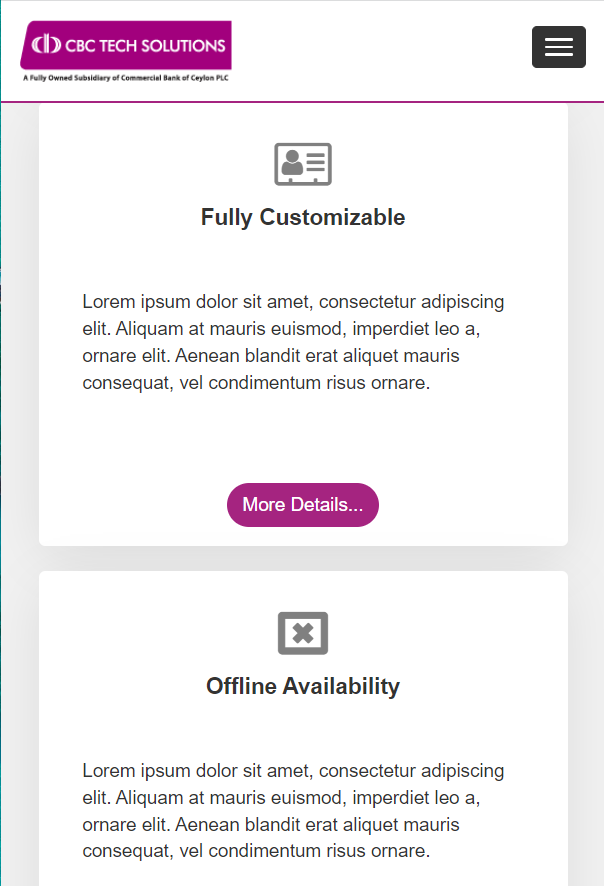 CBC TECH SOLUTIONS
A Fully Owned Subsidiary of Commercial Bank of Ceylon PLC
Fully Customizable
Lorem ipsum dolor sit amet, consectetur adipiscing
elit. Aliquam at mauris euismod, imperdiet leo a,
ornare elit. Aenean blandit erat aliquet mauris
consequat, vel condimentum risus ornare.
More Details...
Offline Availability
Lorem ipsum dolor sit amet, consectetur adipiscing
elit. Aliquam at mauris euismod, imperdiet leo a,
ornare elit. Aenean blandit erat aliquet mauris
consequat, vel condimentum risus ornare.